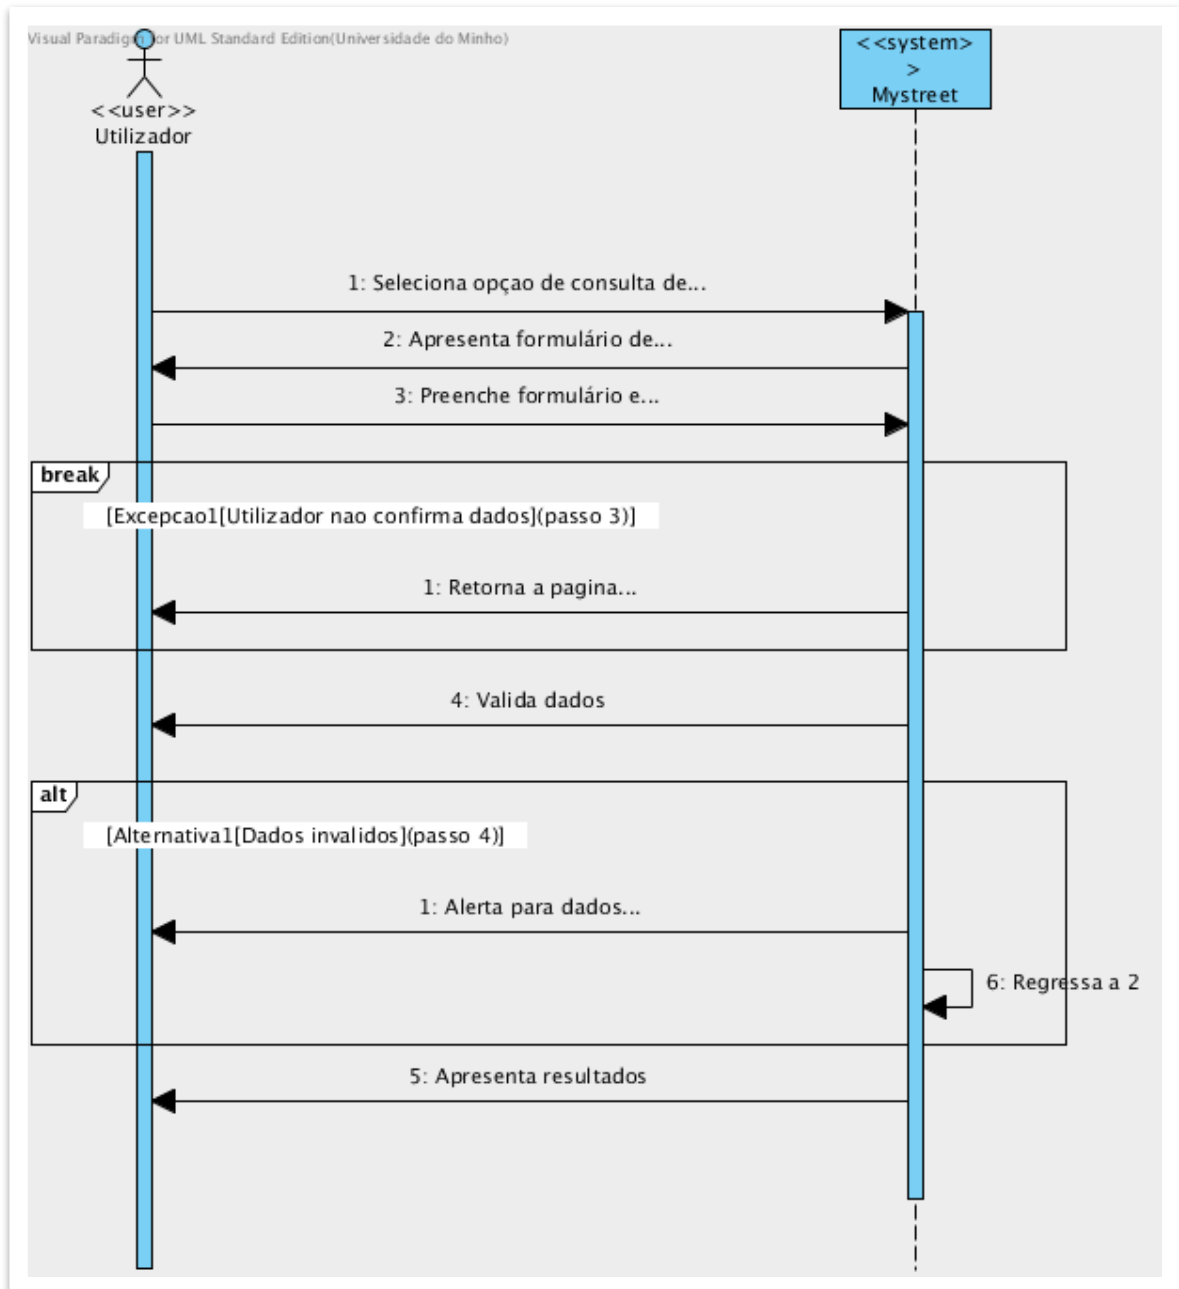 Visual Paradigm for UML Standard Edition(Universidade do Minho)
<<user>>
Utilizador
<<system>
>
Mystreet
1: Seleciona opçao de consulta de...
2: Apresenta formulário de...
3: Preenche formulário e...
break
[Excepcao1[Utilizador nao confirma dados](passo 3)]
1: Retorna a pagina...
4: Valida dados
alt
[Alternativa1[Dados invalidos](passo 4)]
1: Alerta para dados...
6: Regressa a 2
5: Apresenta resultados